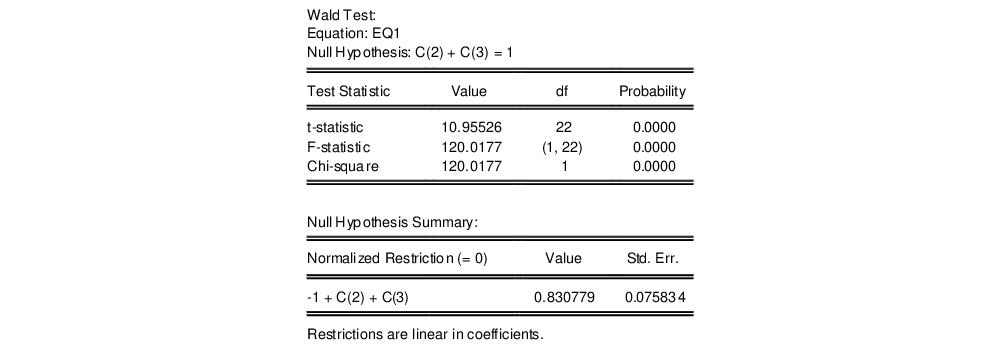 Wald Test:
Equation: EQ1
Null Hypothesis: C(2) + C(3) = 1
Test Statistic Value df Probability
t-statistic 10.95526 22 0.0000
F-statistic 120.0177 (1, 22) 0.0000
Chi-square 120.0177 1 0.0000
Null Hypothesis Summary:
Normalized Restriction (= 0) Value Std. Err.
-1 + C(2) + C(3) 0.830779 0.075834
Restrictions are linear in coefficients.